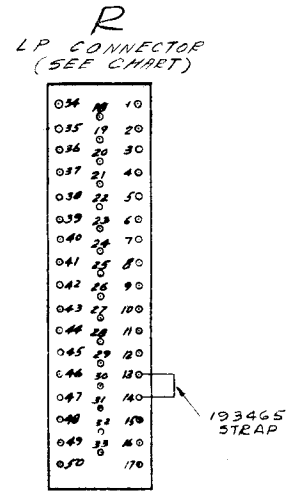 R
LP CONNECTOR
(SEE CHART)
34 18 1
35 19 2
36 20 3
37 21 4
38 22 5
39 23 6
40 24 7
41 25 8
42 26 9
43 27 10
44 28 11
45 29 12
46 30 13
47 31 14
48 32 15
49 33 16
50 17
193465
STRAP